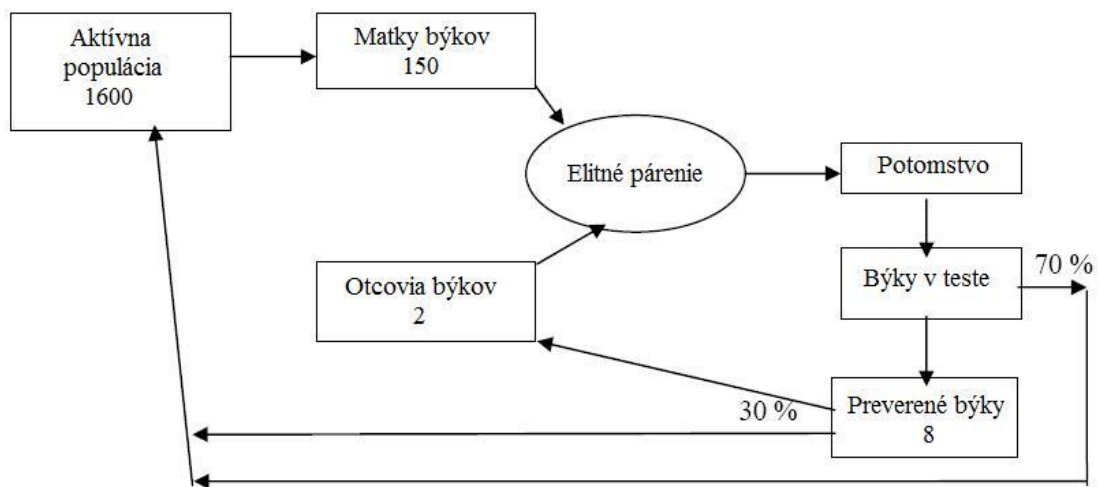 Aktívna
populácia
1600
Matky býkov
150
Elitné párenie
Potomstvo
Otcovia býkov
2
Býky v teste
70 %
30 %
Preverené býky
8